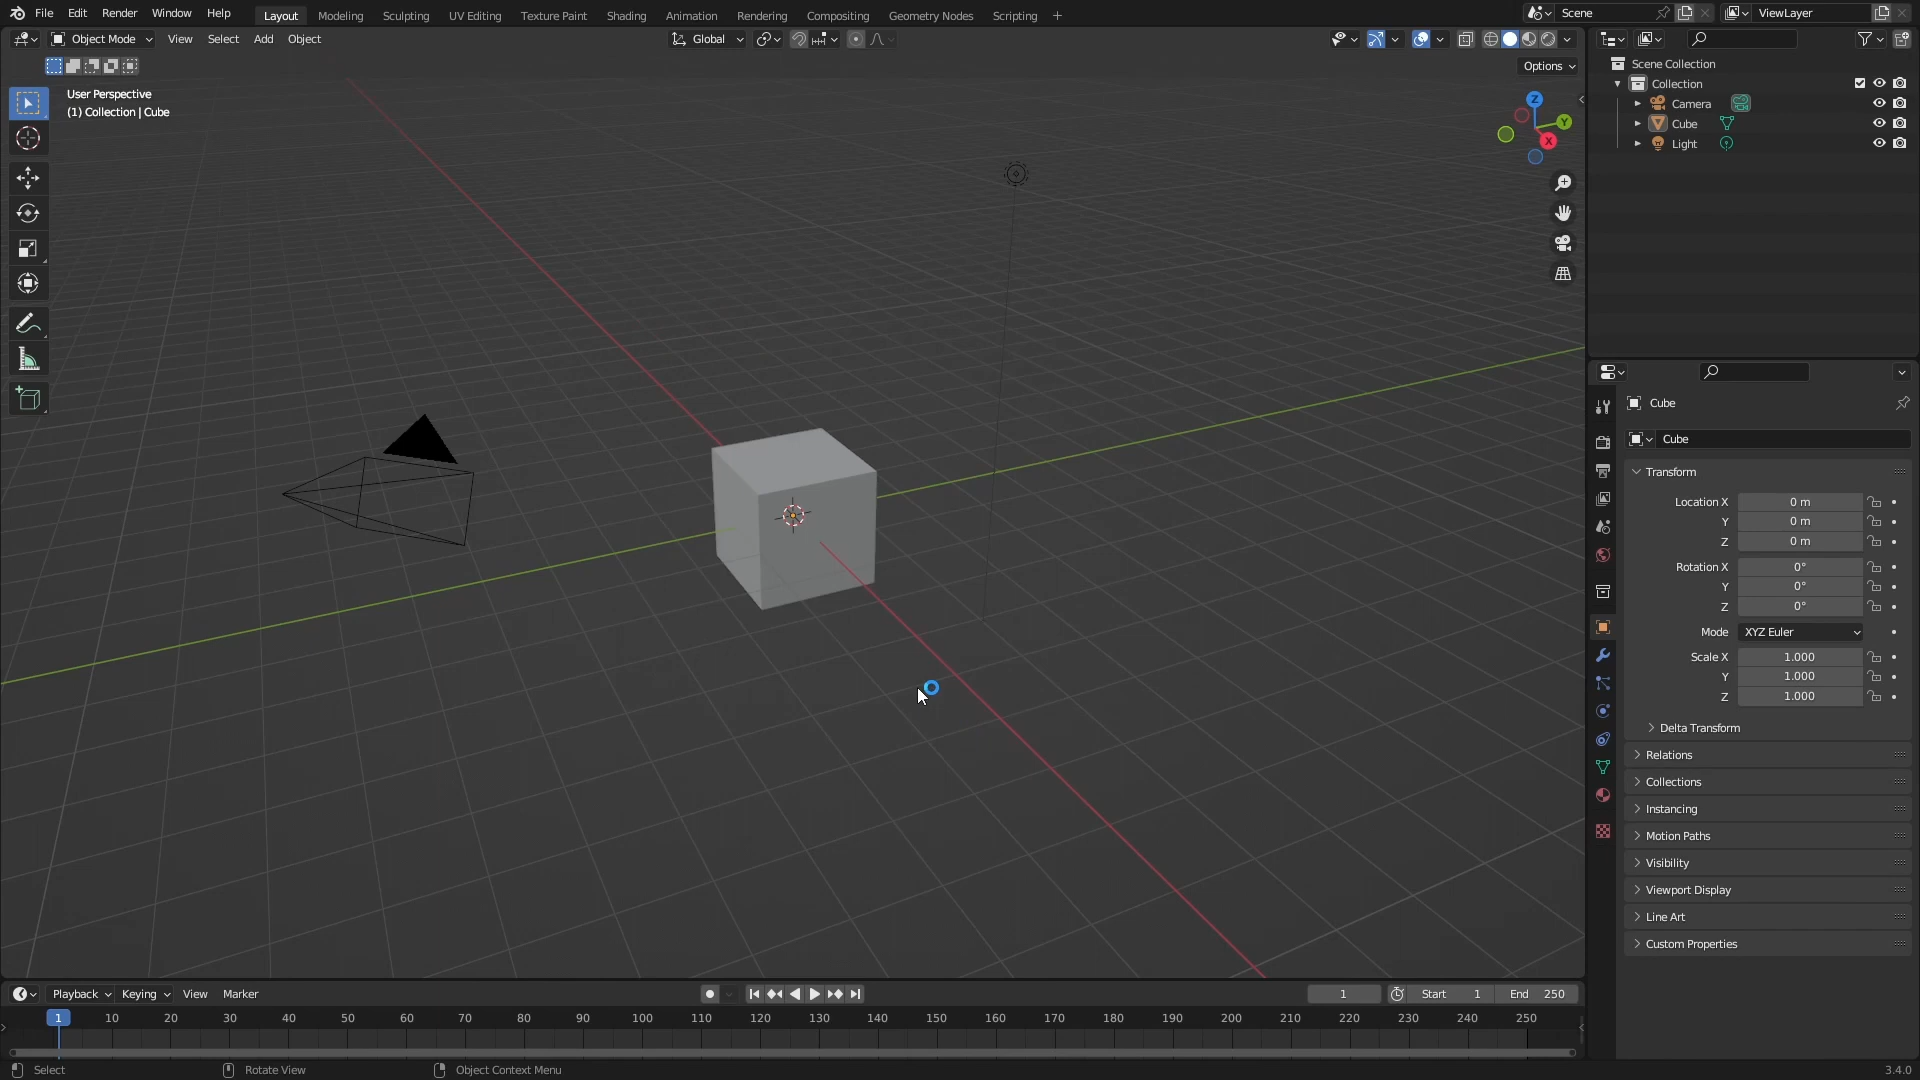 File Edit Render Window Help Layout Modeling Sculpting UV Editing Texture Paint Shading Animation Rendering Compositing Geometry Nodes Scripting + Scene ViewLayer
Object Mode View Select Add Object Global
Options
User Perspective
(1) Collection | Cube
Z
Y
X
Scene Collection
Collection
Camera
Cube
Light
Cube
Cube
Transform
Location X 0 m
Y 0 m
Z 0 m
Rotation X 0°
Y 0°
Z 0°
Mode XYZ Euler
Scale X 1.000
Y 1.000
Z 1.000
Delta Transform
Relations
Collections
Instancing
Motion Paths
Visibility
Viewport Display
Line Art
Custom Properties
Playback Keying View Marker 1 Start 1 End 250
1 10 20 30 40 50 60 70 80 90 100 110 120 130 140 150 160 170 180 190 200 210 220 230 240 250
Select Rotate View Object Context Menu 3.4.0